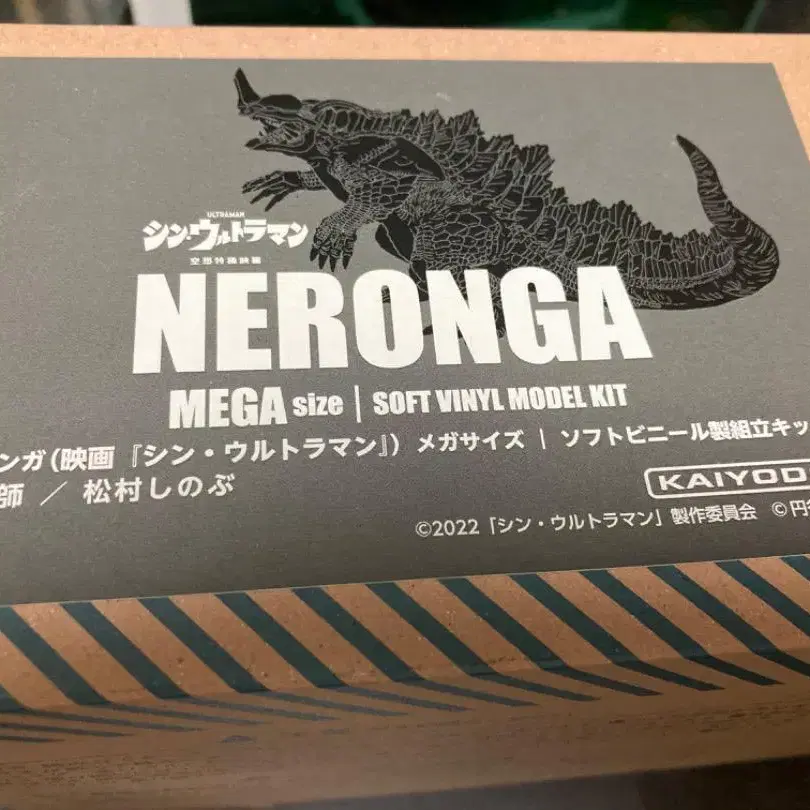 ULTRAMAN
シン・ウルトラマン
空想特撮映画
NERONGA
MEGA size | SOFT VINYL MODEL KIT
ンガ（映画『シン・ウルトラマン』）メガサイズ | ソフトビニール製組立キッ
師 ／ 松村しのぶ
KAIYOD
©2022「シン・ウルトラマン」製作委員会 ©円谷